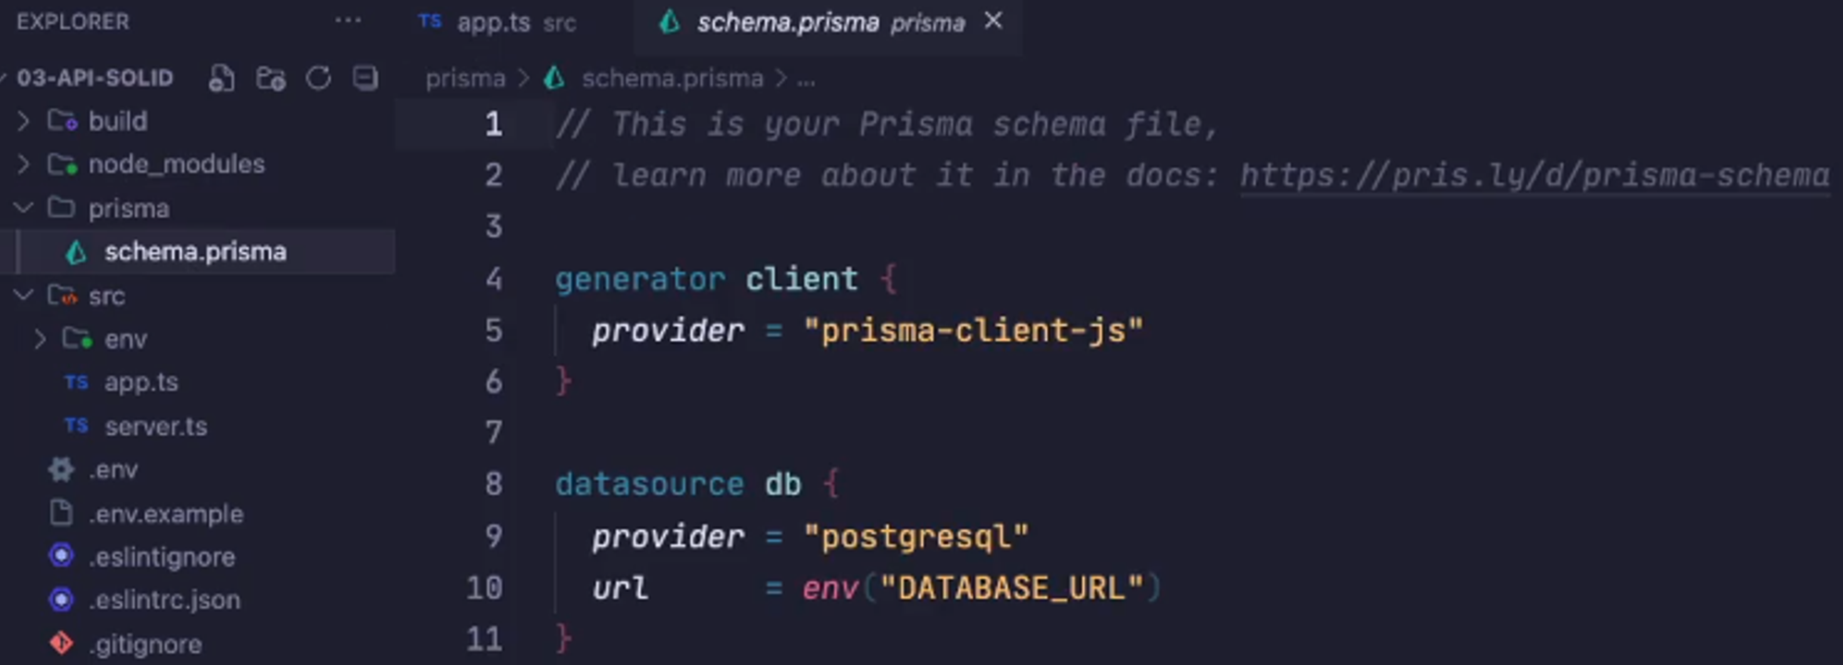 EXPLORER ...
03-API-SOLID
build
node_modules
prisma
schema.prisma
src
env
TS app.ts
TS server.ts
.env
.env.example
.eslintignore
.eslintrc.json
.gitignore
TS app.ts src
schema.prisma prisma
prisma > schema.prisma > ...
1 // This is your Prisma schema file,
2 // learn more about it in the docs: https://pris.ly/d/prisma-schema
3
4 generator client {
5 provider = "prisma-client-js"
6 }
7
8 datasource db {
9 provider = "postgresql"
10 url = env("DATABASE_URL")
11 }